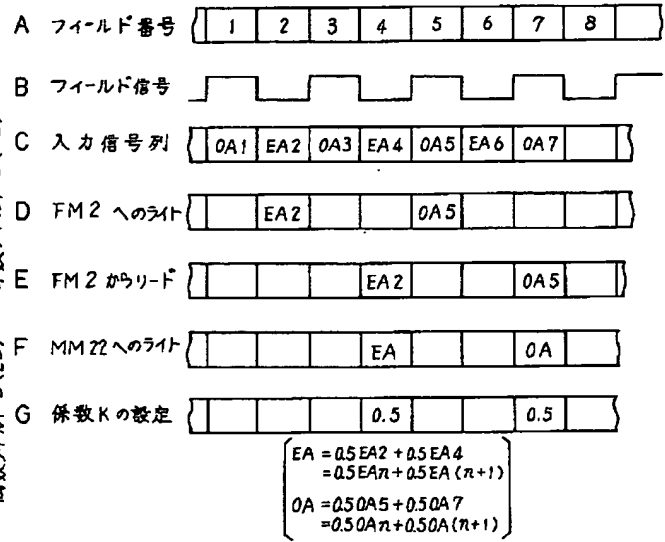 A フィールド番号 1 2 3 4 5 6 7 8
B フィールド信号
C 入力信号列 OA1 EA2 OA3 EA4 OA5 EA6 OA7
D FM2 へのライト EA2 OA5
E FM2 からリード EA2 OA5
F MM22へのライト EA OA
G 係数Kの設定 0.5 0.5
EA = 0.5EA2 + 0.5EA4
= 0.5EAn + 0.5EA(n+1)
OA = 0.5OA5 + 0.5OA7
= 0.5OAn + 0.5OA(n+1)